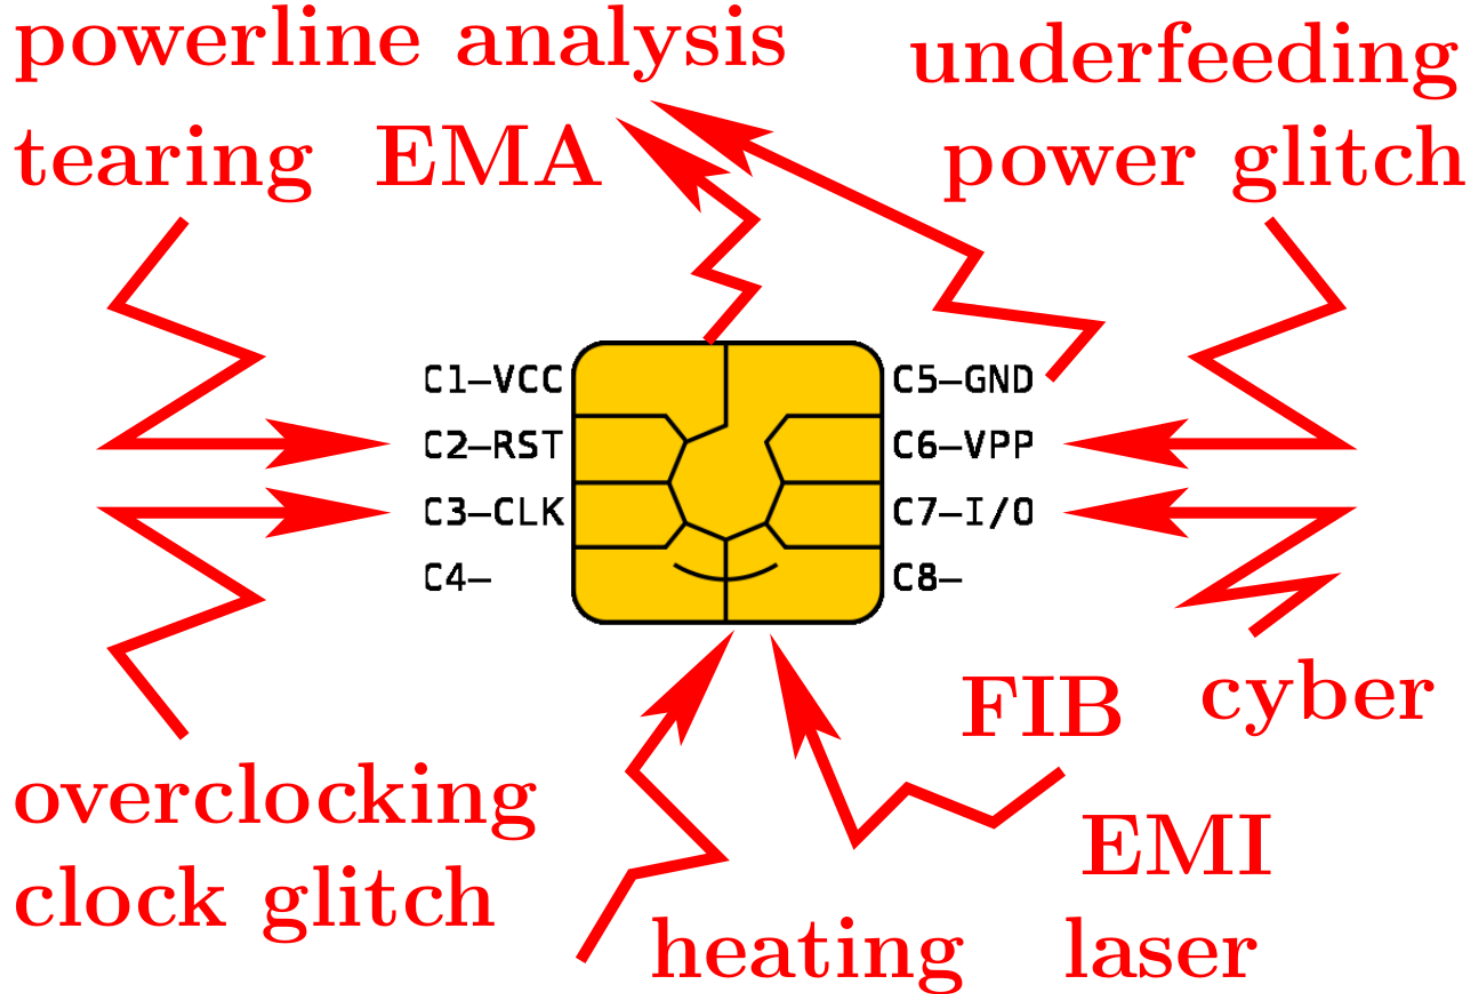 powerline analysis
underfeeding
tearing EMA
power glitch
C1–VCC
C5–GND
C2–RST
C6–VPP
C3–CLK
C7–I/O
C4–
C8–
FIB
cyber
overclocking
EMI
clock glitch
heating
laser